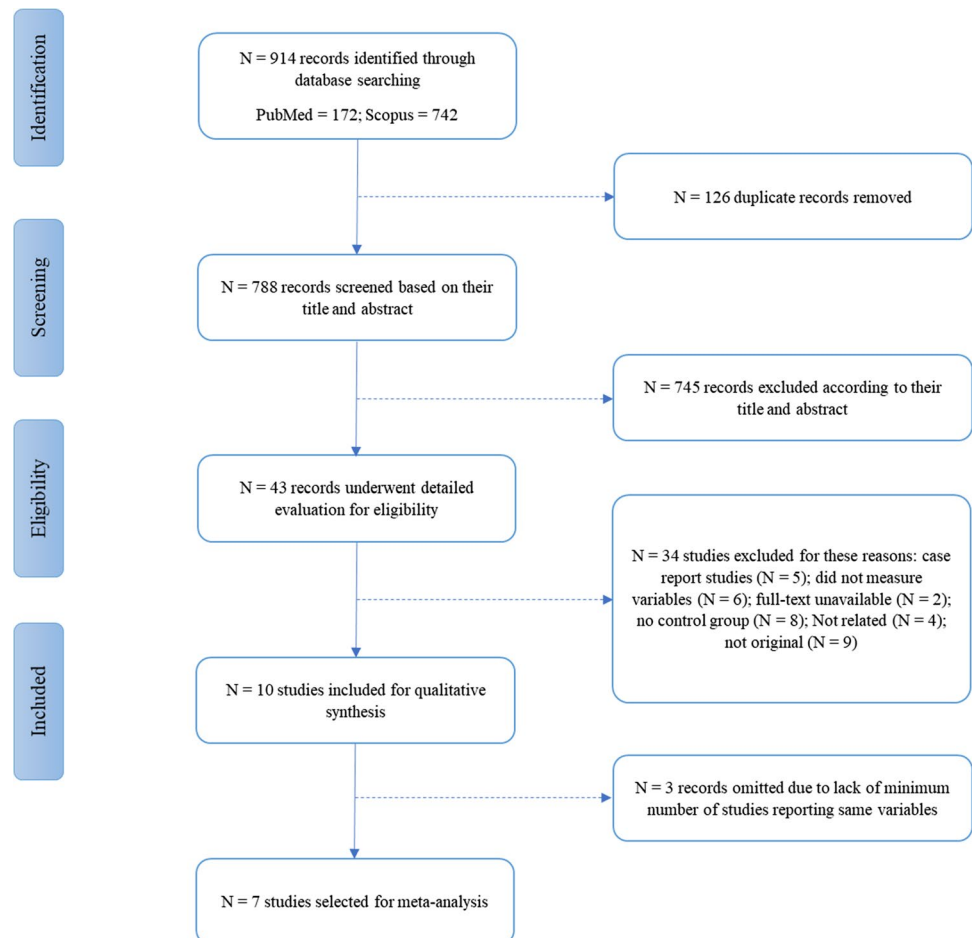 Identification
N = 914 records identified through
database searching
PubMed = 172; Scopus = 742
N = 126 duplicate records removed
Screening
N = 788 records screened based on their
title and abstract
N = 745 records excluded according to their
title and abstract
Eligibility
N = 43 records underwent detailed
evaluation for eligibility
N = 34 studies excluded for these reasons: case
report studies (N = 5); did not measure
variables (N = 6); full-text unavailable (N = 2);
no control group (N = 8); Not related (N = 4);
not original (N = 9)
Included
N = 10 studies included for qualitative
synthesis
N = 3 records omitted due to lack of minimum
number of studies reporting same variables
N = 7 studies selected for meta-analysis